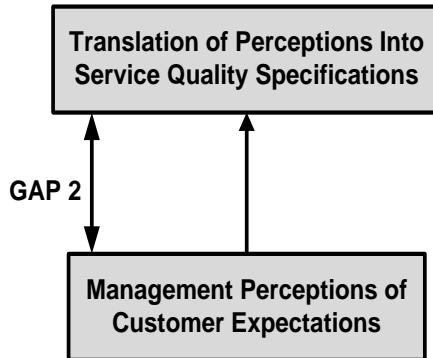 Translation of Perceptions Into
Service Quality Specifications
GAP 2
Management Perceptions of
Customer Expectations